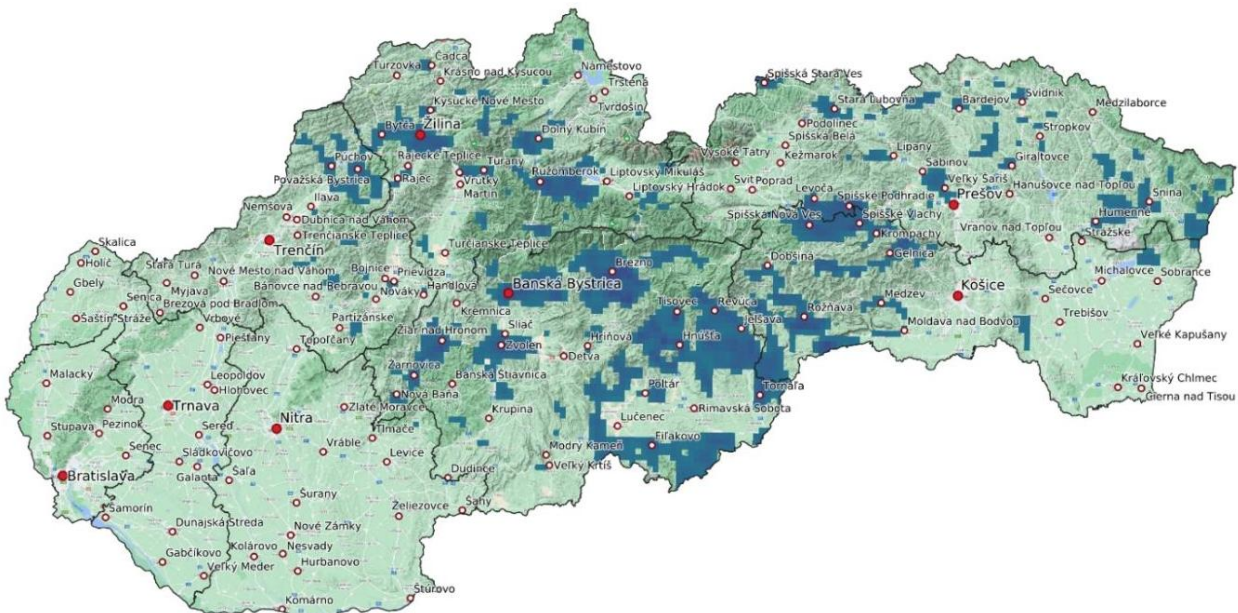 Čadca
Turzovka
Krásno nad Kysucou
Námestovo
Trstená
Tvrdošín
Kysucké Nové Mesto
Bytča
Žilina
Dolný Kubín
Spišská Stará Ves
Stará Ľubovňa
Podolínec
Spišská Belá
Bardejov
Svidník
Medzilaborce
Stropkov
Vysoké Tatry
Kežmarok
Lipany
Giraltovce
Púchov
Rajecké Teplice
Turany
Považská Bystrica
Rajec
Vrútky
Martin
Ružomberok
Liptovský Mikuláš
Liptovský Hrádok
Svit
Poprad
Levoča
Spišské Podhradie
Sabinov
Veľký Šariš
Prešov
Hanušovce nad Topľou
Snina
Humenné
Ilava
Nemšová
Dubnica nad Váhom
Trenčianske Teplice
Trenčín
Turčianske Teplice
Spišská Nová Ves
Spišské Vlachy
Krompachy
Gelnica
Vranov nad Topľou
Strážske
Skalica
Holíč
Stará Turá
Nové Mesto nad Váhom
Bojnice
Prievidza
Brezno
Dobšiná
Michalovce
Sobrance
Gbely
Senica
Myjava
Brezová pod Bradlom
Bánovce nad Bebravou
Nováky
Handlová
Banská Bystrica
Kremnica
Tisovec
Revúca
Medzev
Košice
Sečovce
Šaštín-Stráže
Vrbové
Piešťany
Partizánske
Topoľčany
Žiar nad Hronom
Sliač
Zvolen
Hriňová
Detva
Hnúšťa
Jelšava
Rožňava
Moldava nad Bodvou
Trebišov
Veľké Kapušany
Malacky
Modra
Leopoldov
Hlohovec
Žarnovica
Nová Baňa
Banská Štiavnica
Poltár
Tornaľa
Kráľovský Chlmec
Čierna nad Tisou
Stupava
Pezinok
Trnava
Sereď
Nitra
Zlaté Moravce
Krupina
Lučenec
Rimavská Sobota
Senec
Sládkovičovo
Galanta
Šaľa
Vráble
Tlmače
Levice
Modrý Kameň
Veľký Krtíš
Fiľakovo
Bratislava
Dudince
Šamorín
Dunajská Streda
Šurany
Nové Zámky
Želiezovce
Šahy
Gabčíkovo
Veľký Meder
Kolárovo
Nesvady
Hurbanovo
Komárno
Štúrovo